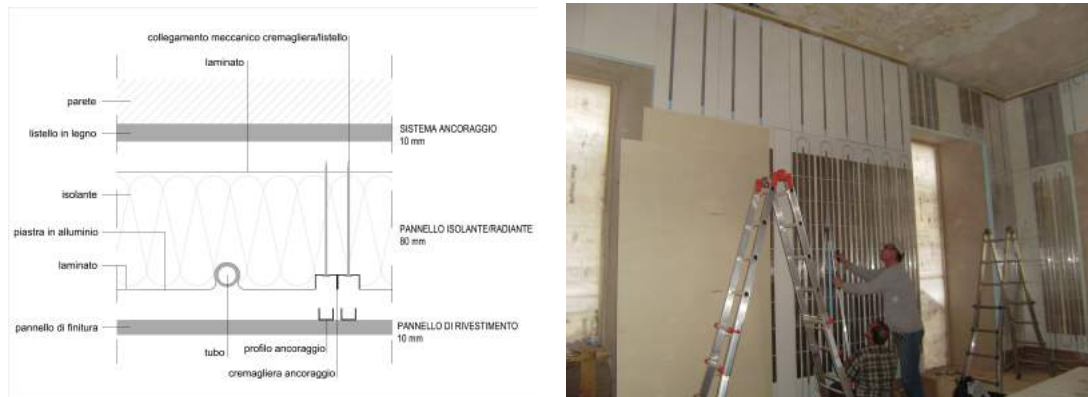 collegamento meccanico cremagliera/listello
laminato
parete
listello in legno
SISTEMA ANCORAGGIO
10 mm
isolante
piastra in alluminio
PANNELLO ISOLANTE/RADIANTE
80 mm
laminato
pannello di finitura
PANNELLO DI RIVESTIMENTO
10 mm
tubo
profilo ancoraggio
cremagliera ancoraggio